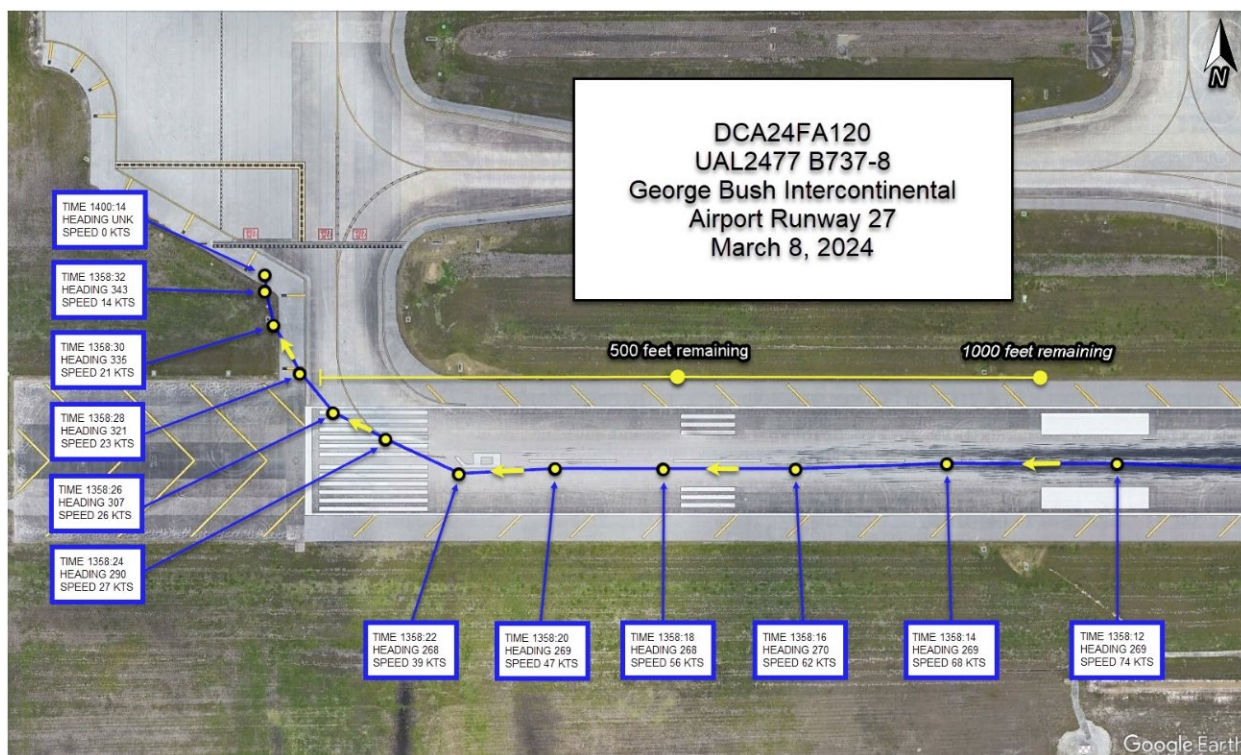 DCA24FA120
UAL2477 B737-8
George Bush Intercontinental
Airport Runway 27
March 8, 2024
N
TIME 1400:14
HEADING UNK
SPEED 0 KTS
TIME 1358:32
HEADING 343
SPEED 14 KTS
TIME 1358:30
HEADING 335
SPEED 21 KTS
TIME 1358:28
HEADING 321
SPEED 23 KTS
TIME 1358:26
HEADING 307
SPEED 26 KTS
TIME 1358:24
HEADING 290
SPEED 27 KTS
500 feet remaining
1000 feet remaining
TIME 1358:22
HEADING 268
SPEED 39 KTS
TIME 1358:20
HEADING 269
SPEED 47 KTS
TIME 1358:18
HEADING 268
SPEED 56 KTS
TIME 1358:16
HEADING 270
SPEED 62 KTS
TIME 1358:14
HEADING 269
SPEED 68 KTS
TIME 1358:12
HEADING 269
SPEED 74 KTS
Google Earth